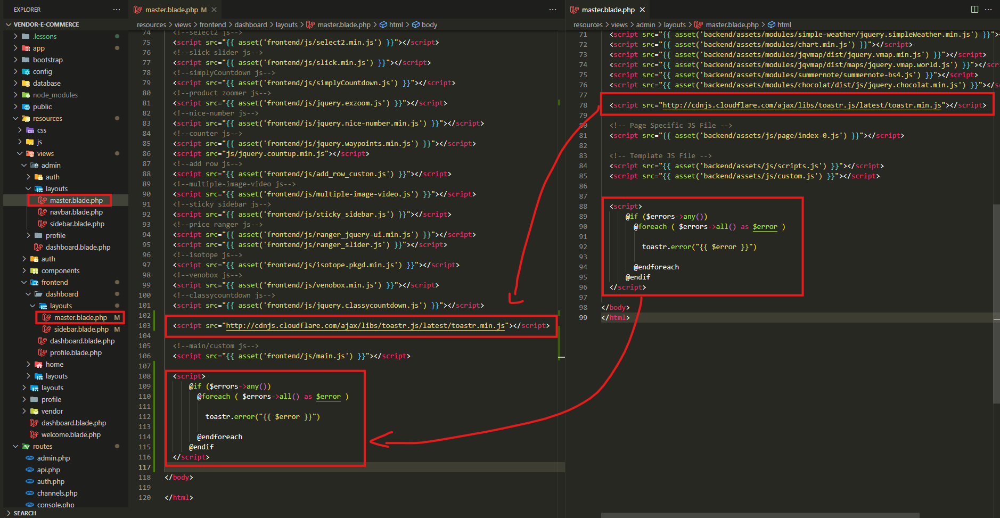 EXPLORER
VENDOR-E-COMMERCE
.lessons
app
bootstrap
config
database
node_modules
public
resources
css
js
views
admin
auth
layouts
master.blade.php
navbar.blade.php
sidebar.blade.php
profile
dashboard.blade.php
auth
components
frontend
dashboard
layouts
master.blade.php M
sidebar.blade.php M
dashboard.blade.php
profile.blade.php
home
layouts
layouts
profile
vendor
dashboard.blade.php
welcome.blade.php
routes
admin.php
api.php
auth.php
channels.php
console.php
SEARCH
master.blade.php M
resources > views > frontend > dashboard > layouts > master.blade.php > html > body
74 <!--select2 js-->
75 <script src="{{ asset('frontend/js/select2.min.js') }}"></script>
76 <!--slick slider js-->
77 <script src="{{ asset('frontend/js/slick.min.js') }}"></script>
78 <!--simplyCountdown js-->
79 <script src="{{ asset('frontend/js/simplyCountdown.js') }}"></script>
80 <!--product zoomer js-->
81 <script src="{{ asset('frontend/js/jquery.exzoom.js') }}"></script>
82 <!--nice-number js-->
83 <script src="{{ asset('frontend/js/jquery.nice-number.min.js') }}"></script>
84 <!--counter js-->
85 <script src="{{ asset('frontend/js/jquery.waypoints.min.js') }}"></script>
86 <script src="js/jquery.countup.min.js"></script>
87 <!--add row js-->
88 <script src="{{ asset('frontend/js/add_row_custon.js') }}"></script>
89 <!--multiple-image-video js-->
90 <script src="{{ asset('frontend/js/multiple-image-video.js') }}"></script>
91 <!--sticky sidebar js-->
92 <script src="{{ asset('frontend/js/sticky_sidebar.js') }}"></script>
93 <!--price ranger js-->
94 <script src="{{ asset('frontend/js/ranger_jquery-ui.min.js') }}"></script>
95 <script src="{{ asset('frontend/js/ranger_slider.js') }}"></script>
96 <!--isotope js-->
97 <script src="{{ asset('frontend/js/isotope.pkgd.min.js') }}"></script>
98 <!--venobox js-->
99 <script src="{{ asset('frontend/js/venobox.min.js') }}"></script>
100 <!--classycountdown js-->
101 <script src="{{ asset('frontend/js/jquery.classycountdown.js') }}"></script>
102
103 <script src="http://cdnjs.cloudflare.com/ajax/libs/toastr.js/latest/toastr.min.js"></script>
104
105 <!--main/custom js-->
106 <script src="{{ asset('frontend/js/main.js') }}"></script>
107
108 <script>
109 @if ($errors->any())
110 @foreach ( $errors->all() as $error )
111
112 toastr.error("{{ $error }}")
113
114 @endforeach
115 @endif
116 </script>
117
118 </body>
119
120 </html>
master.blade.php
resources > views > admin > layouts > master.blade.php > html
71 <script src="{{ asset('backend/assets/modules/simple-weather/jquery.simpleWeather.min.js') }}">
72 <script src="{{ asset('backend/assets/modules/chart.min.js') }}"></script>
73 <script src="{{ asset('backend/assets/modules/jqvmap/dist/jquery.vmap.min.js') }}"></script>
74 <script src="{{ asset('backend/assets/modules/jqvmap/dist/maps/jquery.vmap.world.js') }}"></scr
75 <script src="{{ asset('backend/assets/modules/summernote/summernote-bs4.js') }}"></script>
76 <script src="{{ asset('backend/assets/modules/chocolat/dist/js/jquery.chocolat.min.js') }}"></s
77
78 <script src="http://cdnjs.cloudflare.com/ajax/libs/toastr.js/latest/toastr.min.js"></script>
79
80 <!-- Page Specific JS File -->
81 <script src="{{ asset('backend/assets/js/page/index-0.js') }}"></script>
82
83 <!-- Template JS File -->
84 <script src="{{ asset('backend/assets/js/scripts.js') }}"></script>
85 <script src="{{ asset('backend/assets/js/custom.js') }}"></script>
86
87
88 <script>
89 @if ($errors->any())
90 @foreach ( $errors->all() as $error )
91
92 toastr.error("{{ $error }}")
93
94 @endforeach
95 @endif
96 </script>
97
98 </body>
99 </html>